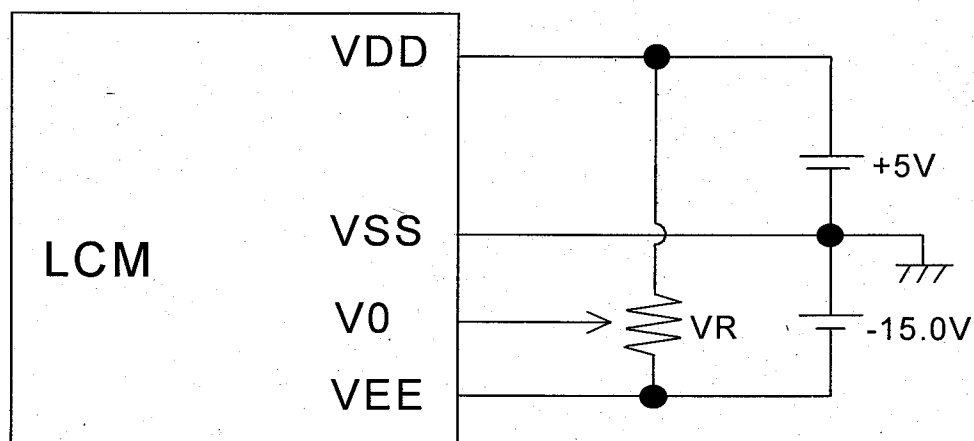 VDD
+5V
VSS
LCM
V0
VR
-15.0V
VEE